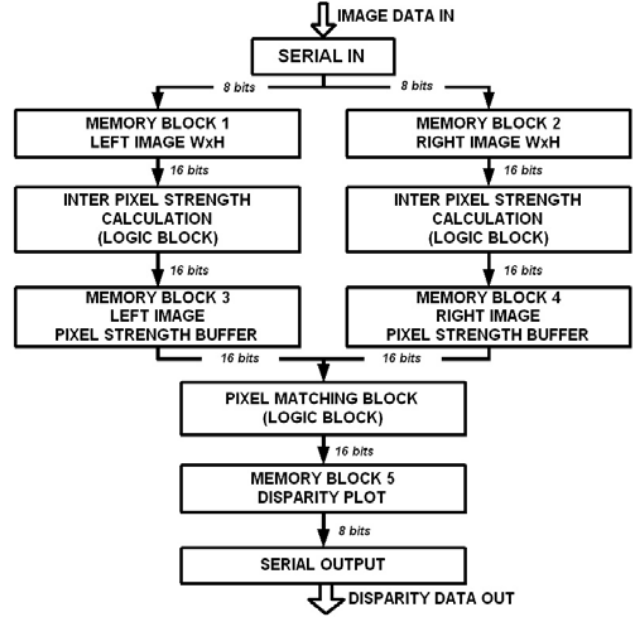 IMAGE DATA IN
SERIAL IN
8 bits
8 bits
MEMORY BLOCK 1
LEFT IMAGE WxH
MEMORY BLOCK 2
RIGHT IMAGE WxH
16 bits
16 bits
INTER PIXEL STRENGTH
CALCULATION
(LOGIC BLOCK)
INTER PIXEL STRENGTH
CALCULATION
(LOGIC BLOCK)
16 bits
16 bits
MEMORY BLOCK 3
LEFT IMAGE
PIXEL STRENGTH BUFFER
MEMORY BLOCK 4
RIGHT IMAGE
PIXEL STRENGTH BUFFER
16 bits
16 bits
PIXEL MATCHING BLOCK
(LOGIC BLOCK)
16 bits
MEMORY BLOCK 5
DISPARITY PLOT
8 bits
SERIAL OUTPUT
DISPARITY DATA OUT